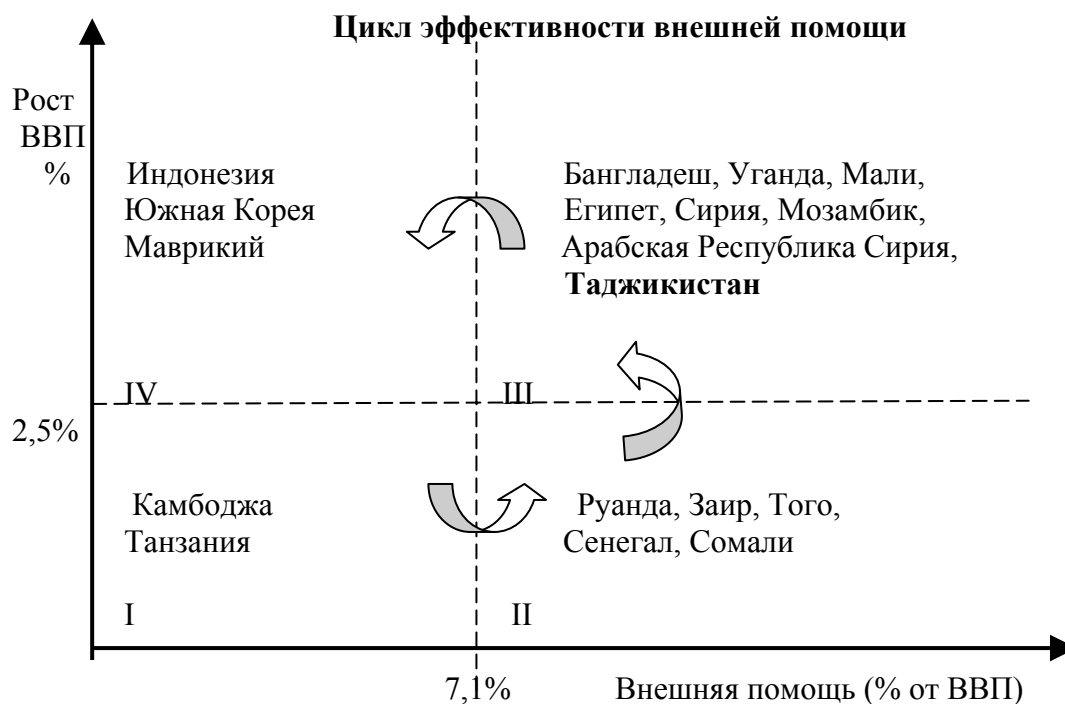 Цикл эффективности внешней помощи
Рост
ВВП
%
Индонезия
Южная Корея
Маврикий
Бангладеш, Уганда, Мали,
Египет, Сирия, Мозамбик,
Арабская Республика Сирия,
Таджикистан
IV
III
2,5%
Камбоджа
Танзания
Руанда, Заир, Того,
Сенегал, Сомали
I
II
7,1%
Внешняя помощь (% от ВВП)